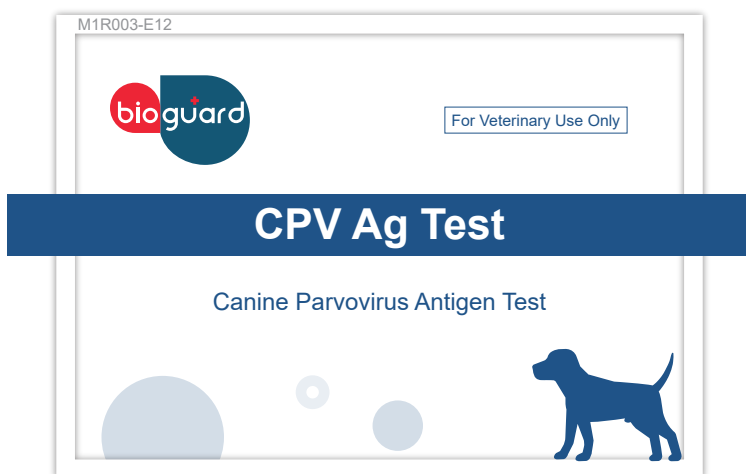 M1R003-E12
bioguard
For Veterinary Use Only
CPV Ag Test
Canine Parvovirus Antigen Test